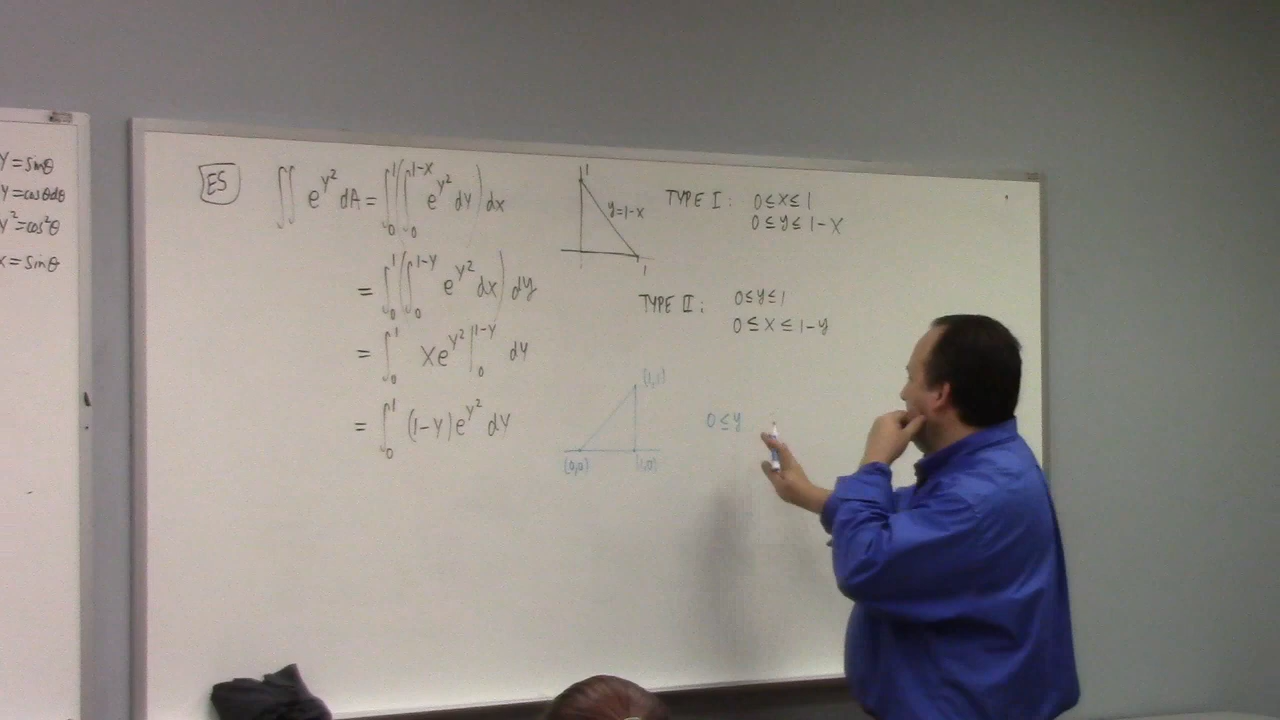 Y = sinθ
Y = cosθdθ
Y² = cos²θ
X = sinθ
E5
∬ e^{y²} dA = ∫₀¹ (∫₀^{1-x} e^{y²} dy) dx
1
y = 1-x
1
TYPE I : 0 ≤ x ≤ 1
0 ≤ y ≤ 1-x
= ∫₀¹ (∫₀^{1-y} e^{y²} dx) dy
TYPE II : 0 ≤ y ≤ 1
0 ≤ x ≤ 1-y
= ∫₀¹ xe^{y²} |₀^{1-y} dy
= ∫₀¹ (1-y)e^{y²} dy
(1,1)
(0,0)
(1,0)
0 ≤ y